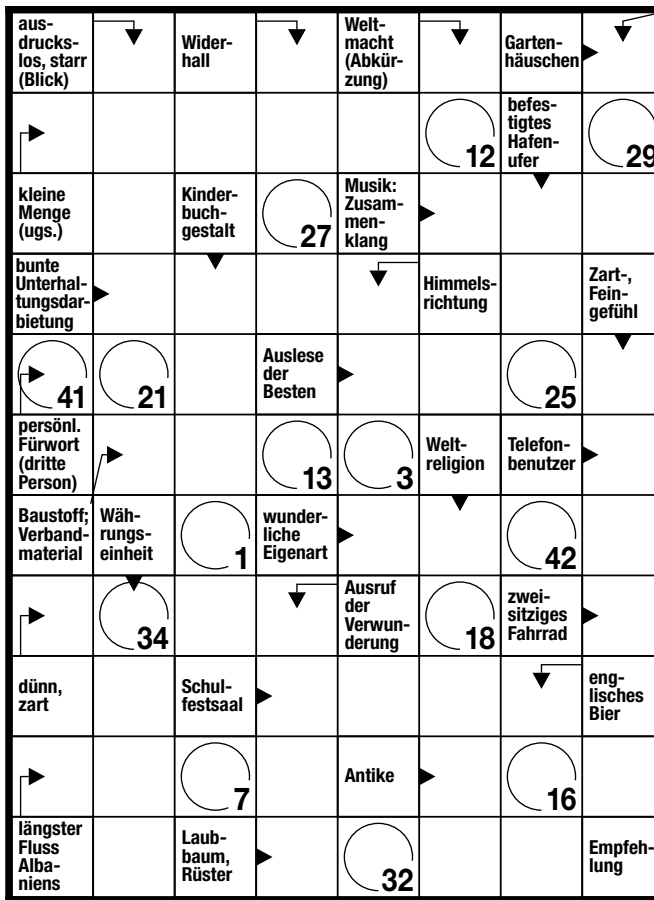 aus-
drucks-
los, starr
(Blick)
Wider-
hall
Welt-
macht
(Abkür-
zung)
Garten-
häuschen
12
befes-
tigtes
Hafen-
ufer
29
kleine
Menge
(ugs.)
Kinder-
buch-
gestalt
27
Musik:
Zusam-
men-
klang
bunte
Unterhal-
tungsdar-
bietung
Himmels-
richtung
Zart-,
Fein-
gefühl
41
21
Auslese
der
Besten
25
persönl.
Fürwort
(dritte
Person)
13
3
Welt-
religion
Telefon-
benutzer
Baustoff;
Verband-
material
Wäh-
rungs-
einheit
1
wunder-
liche
Eigenart
42
34
Ausruf
der
Verwun-
derung
18
zwei-
sitziges
Fahrrad
dünn,
zart
Schul-
festsaal
eng-
lisches
Bier
7
Antike
16
längster
Fluss
Alba-
niens
Laub-
baum,
Rüster
32
Empfeh-
lung